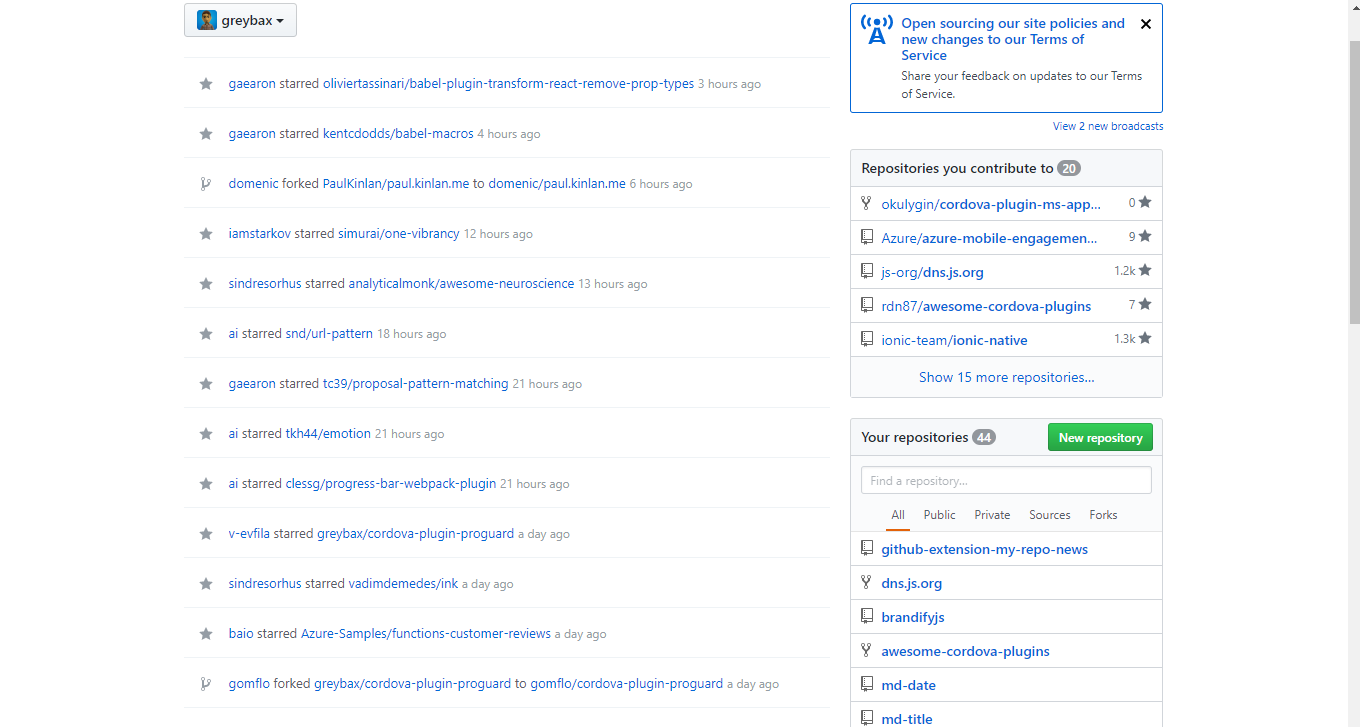 greybax
gaearon starred oliviertassinari/babel-plugin-transform-react-remove-prop-types 3 hours ago
gaearon starred kentcdodds/babel-macros 4 hours ago
domenic forked PaulKinlan/paul.kinlan.me to domenic/paul.kinlan.me 6 hours ago
iamstarkov starred simurai/one-vibrancy 12 hours ago
sindresorhus starred analyticalmonk/awesome-neuroscience 13 hours ago
ai starred snd/url-pattern 18 hours ago
gaearon starred tc39/proposal-pattern-matching 21 hours ago
ai starred tkh44/emotion 21 hours ago
ai starred clessg/progress-bar-webpack-plugin 21 hours ago
v-evfila starred greybax/cordova-plugin-proguard a day ago
sindresorhus starred vadimdemedes/ink a day ago
baio starred Azure-Samples/functions-customer-reviews a day ago
gomflo forked greybax/cordova-plugin-proguard to gomflo/cordova-plugin-proguard a day ago
Open sourcing our site policies and
new changes to our Terms of
Service
Share your feedback on updates to our Terms
of Service.
View 2 new broadcasts
Repositories you contribute to 20
okulygin/cordova-plugin-ms-app... 0
Azure/azure-mobile-engagemen... 9
js-org/dns.js.org 1.2k
rdn87/awesome-cordova-plugins 7
ionic-team/ionic-native 1.3k
Show 15 more repositories...
Your repositories 44 New repository
Find a repository...
All Public Private Sources Forks
github-extension-my-repo-news
dns.js.org
brandifyjs
awesome-cordova-plugins
md-date
md-title